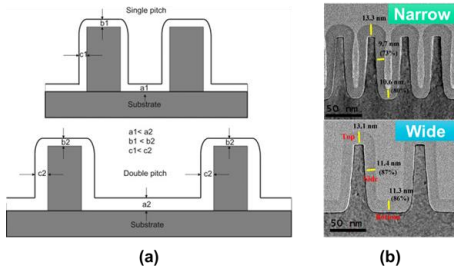 Single pitch
b1
c1
a1
Substrate
a1< a2
b1 < b2
c1< c2
b2
b2
c2
c2
Double pitch
a2
Substrate
(a)
Narrow
13.3 nm
9.7 nm
(73%)
10.6 nm
(80%)
50 nm
Wide
13.1 nm
Top
11.4 nm
(87%)
side
11.3 nm
(86%)
Bottom
50 nm
(b)